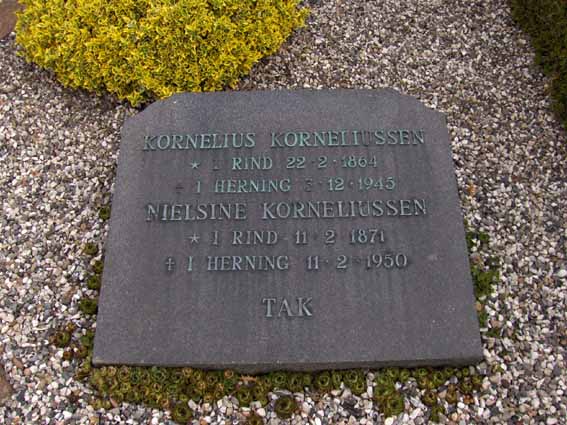 KORNELIUS KORNELIUSSEN
* I RIND 22·2·1864
✝ I HERNING 3·12·1945
NIELSINE KORNELIUSSEN
* I RIND 11·2 1871
✝ I HERNING 11·2·1950
TAK